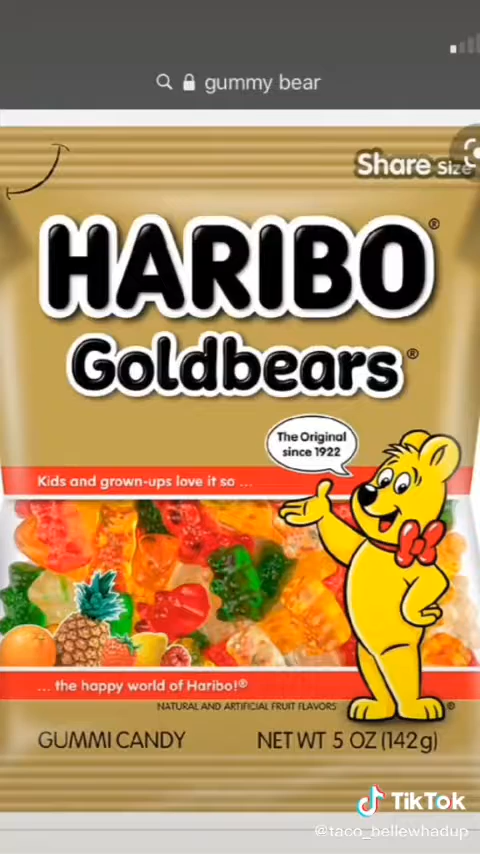 gummy bear
Share Size
HARIBO®
Goldbears®
The Original
since 1922
Kids and grown-ups love it so ...
... the happy world of Haribo!®
NATURAL AND ARTIFICIAL FRUIT FLAVORS
®
GUMMI CANDY
NET WT 5 OZ (142g)
TikTok
@taco_bellewhadup